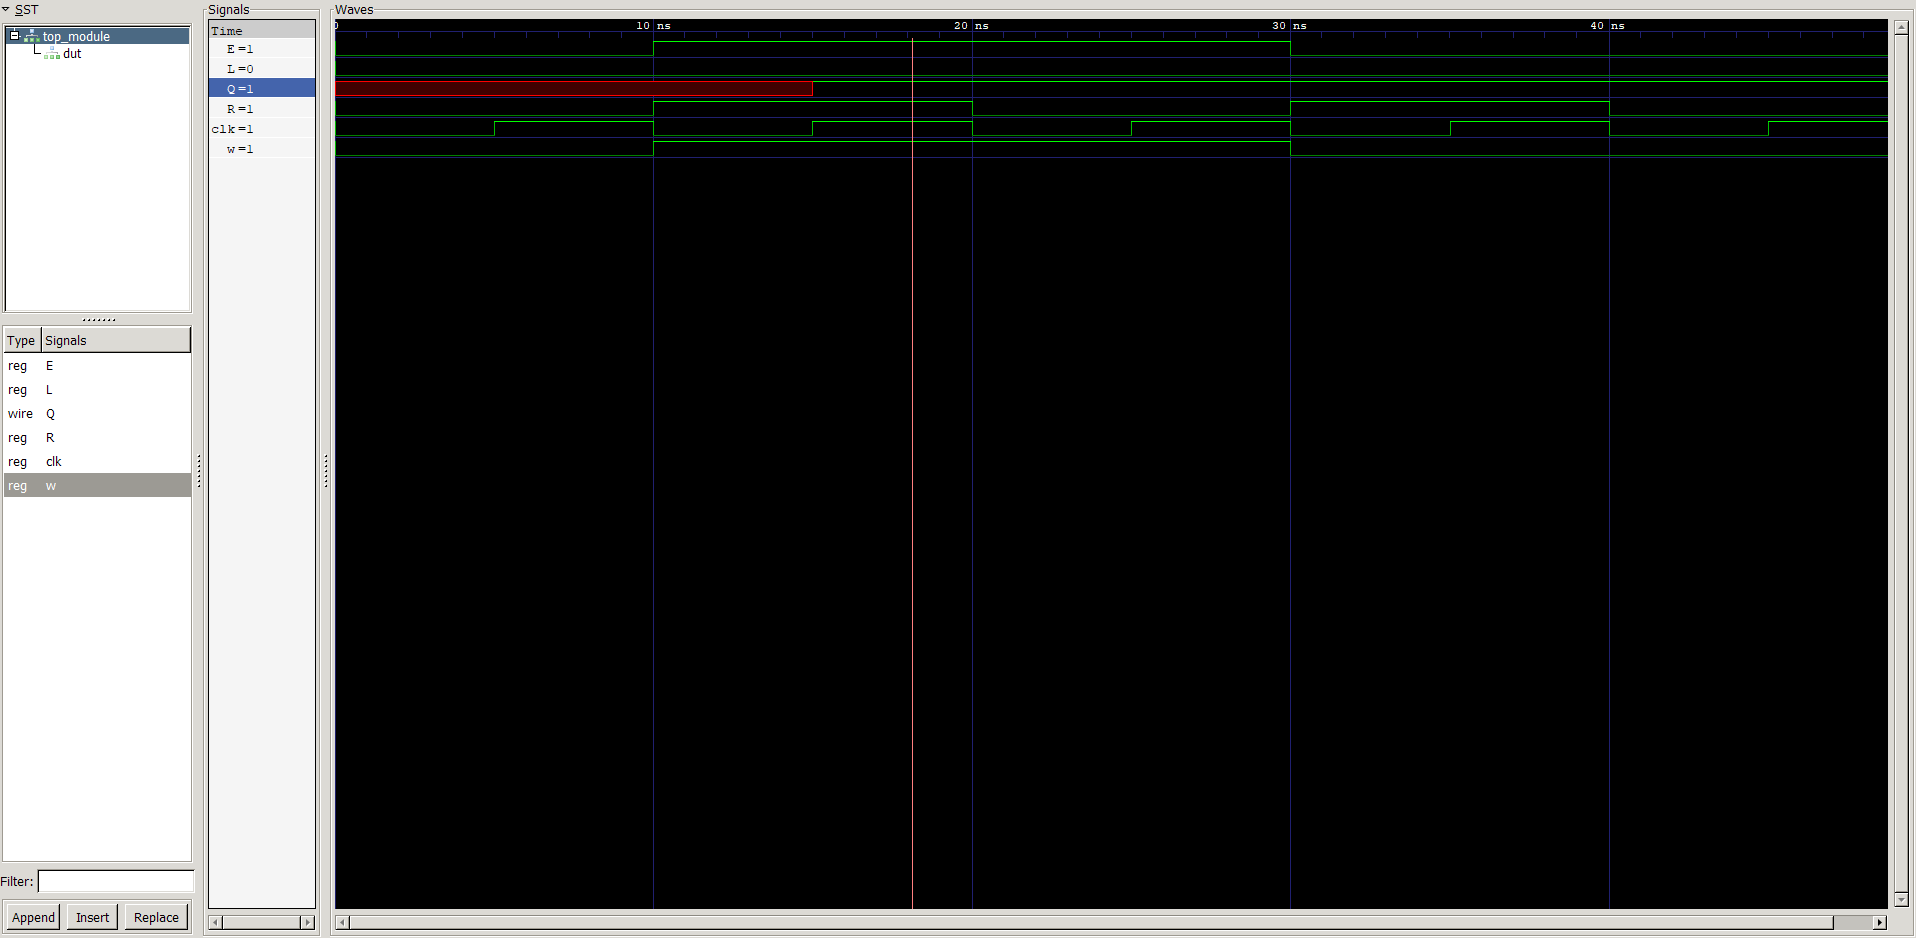 SST
top_module
dut
Type Signals
reg E
reg L
wire Q
reg R
reg clk
reg w
Filter:
Append Insert Replace
Signals
Time
E=1
L=0
Q=1
R=1
clk=1
w=1
Waves
0 10 ns 20 ns 30 ns 40 ns